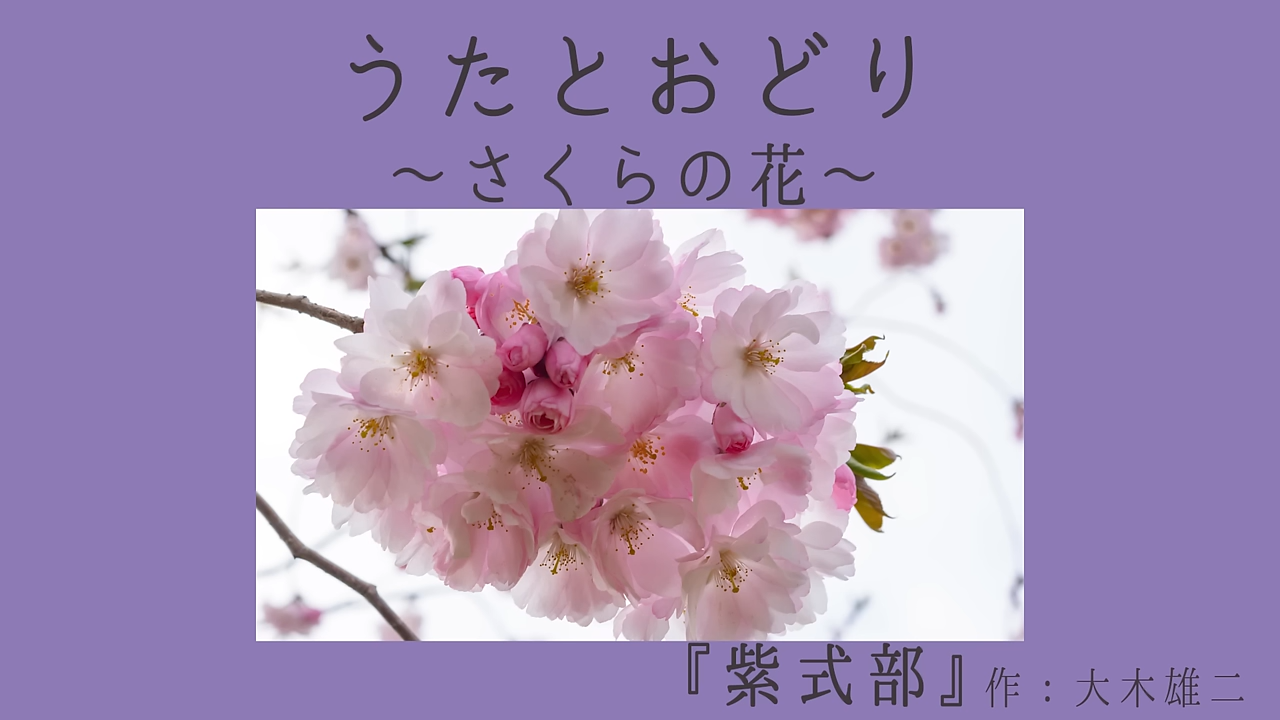 うたとおどり
～さくらの花～
『紫式部』作：大木雄二